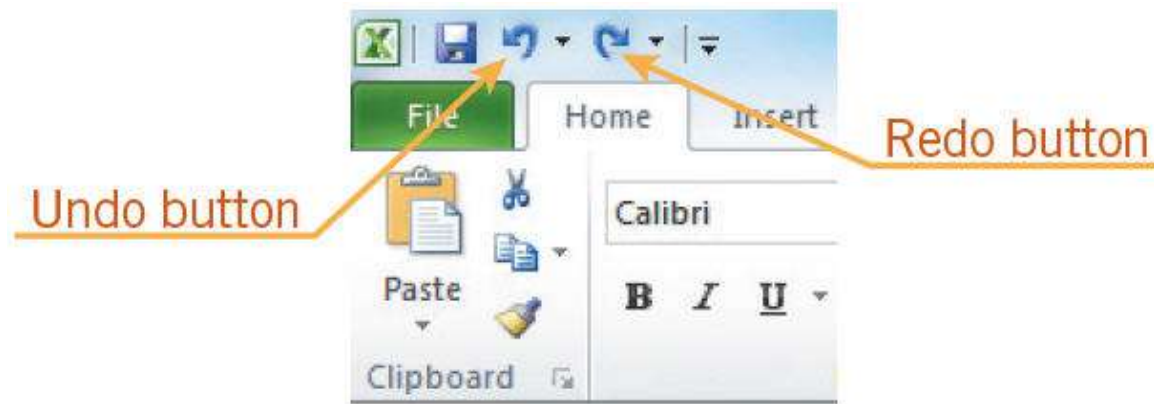 File Home Insert
Redo button
Undo button
Calibri
Paste
B I U
Clipboard